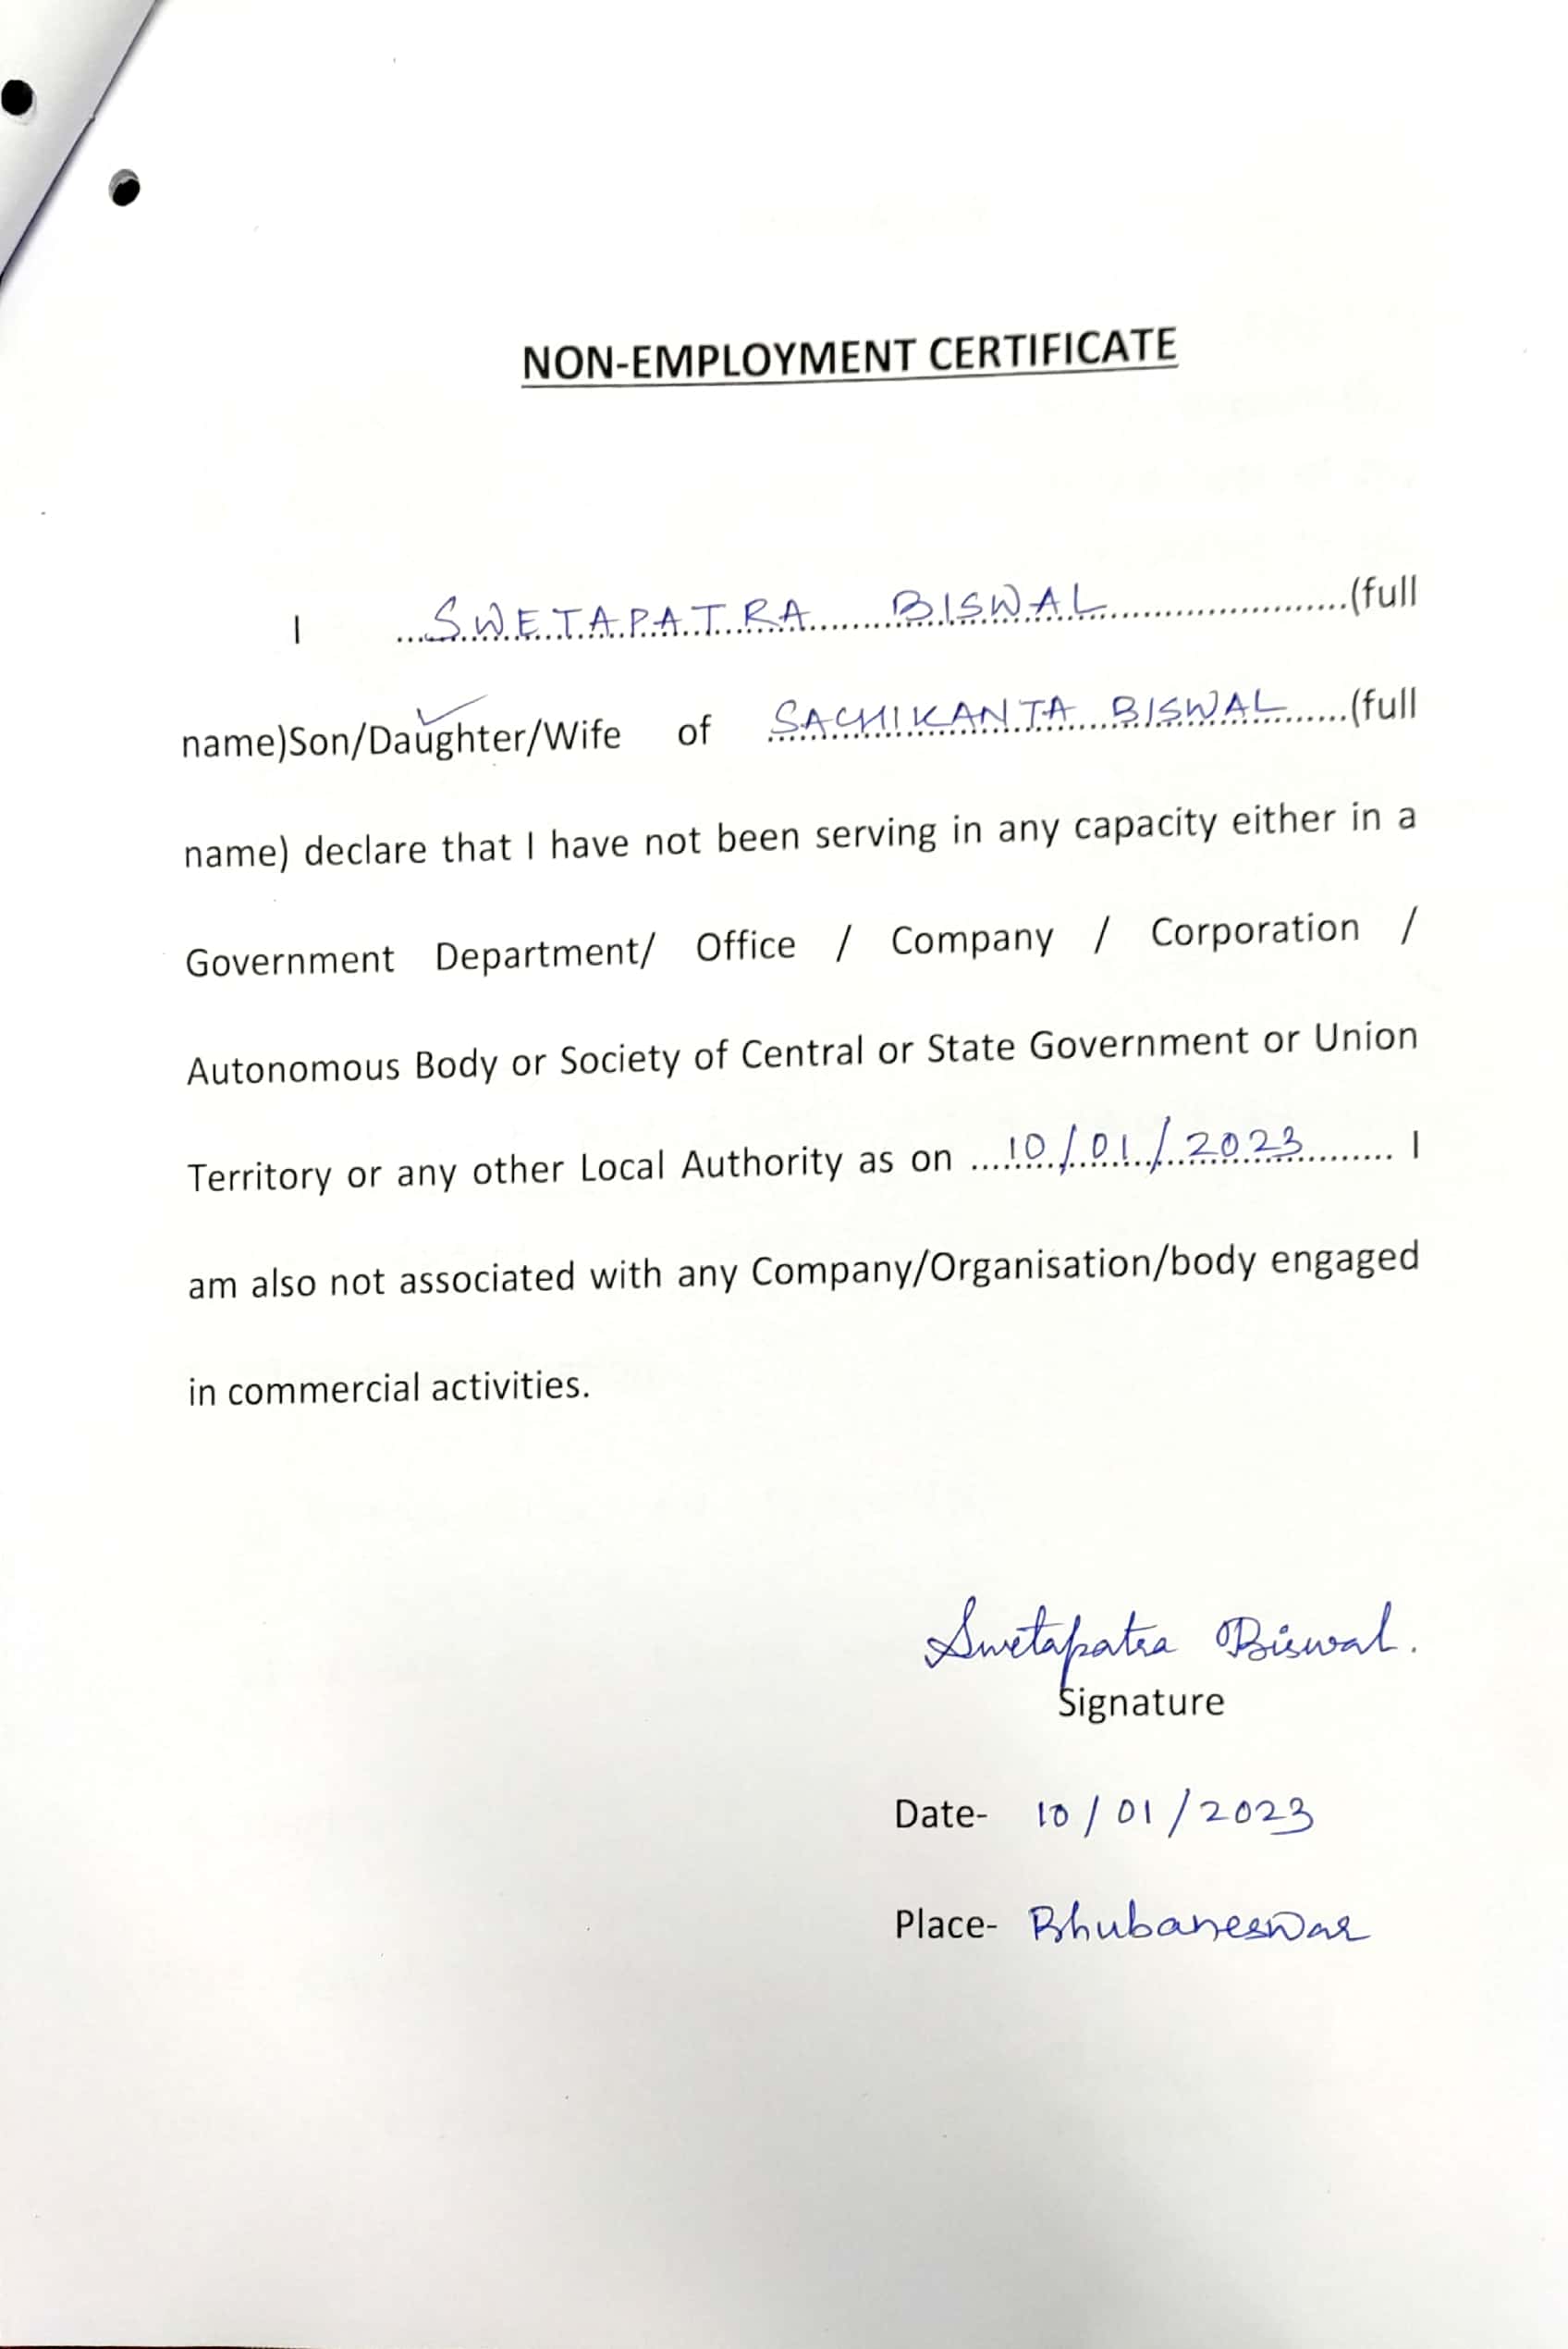 NON-EMPLOYMENT CERTIFICATE
I ...SWETAPATRA BISWAL...(full
name)Son/Daughter/Wife of SACHIKANTA BISWAL...(full
name) declare that I have not been serving in any capacity either in a
Government Department/ Office / Company / Corporation /
Autonomous Body or Society of Central or State Government or Union
Territory or any other Local Authority as on ...10/01/2023... I
am also not associated with any Company/Organisation/body engaged
in commercial activities.
Swetapatra Biswal.
Signature
Date- 10/01/2023
Place- Bhubaneswar